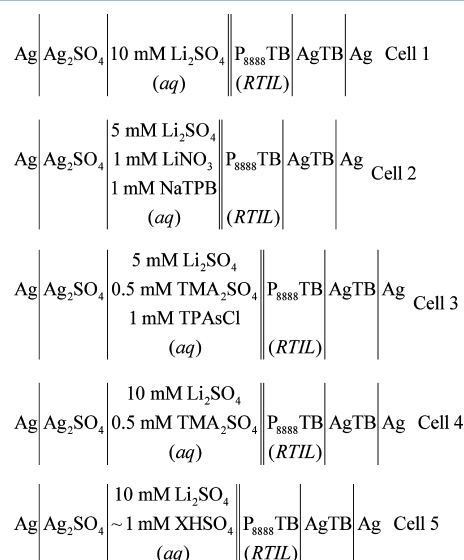 Ag|Ag₂SO₄|10 mM Li₂SO₄||P₈₈₈₈TB|AgTB|Ag Cell 1
(aq) (RTIL)
5 mM Li₂SO₄
Ag|Ag₂SO₄|1 mM LiNO₃||P₈₈₈₈TB|AgTB|Ag Cell 2
1 mM NaTPB
(aq) (RTIL)
5 mM Li₂SO₄
Ag|Ag₂SO₄|0.5 mM TMA₂SO₄||P₈₈₈₈TB|AgTB|Ag Cell 3
1 mM TPAsCl
(aq) (RTIL)
10 mM Li₂SO₄
Ag|Ag₂SO₄|0.5 mM TMA₂SO₄||P₈₈₈₈TB|AgTB|Ag Cell 4
(aq) (RTIL)
10 mM Li₂SO₄
Ag|Ag₂SO₄|~1 mM XHSO₄||P₈₈₈₈TB|AgTB|Ag Cell 5
(aq) (RTIL)